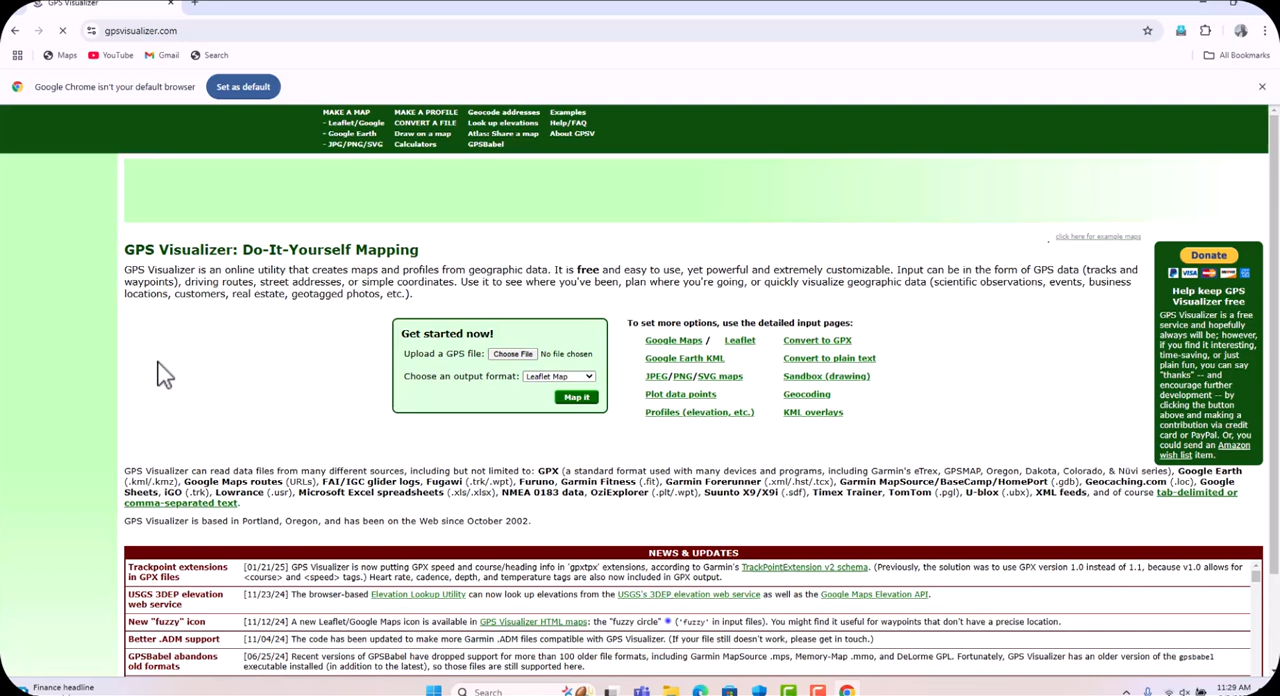 GPS Visualizer
gpsvisualizer.com
Maps YouTube Gmail Search All Bookmarks
Google Chrome isn't your default browser Set as default
MAKE A MAP
- Leaflet/Google
- Google Earth
- JPG/PNG/SVG
MAKE A PROFILE
CONVERT A FILE
Draw on a map
Calculators
Geocode addresses
Look up elevations
Atlas: Share a map
GPSBabel
Examples
Help/FAQ
About GPSV
click here for example maps
GPS Visualizer: Do-It-Yourself Mapping
GPS Visualizer is an online utility that creates maps and profiles from geographic data. It is free and easy to use, yet powerful and extremely customizable. Input can be in the form of GPS data (tracks and
waypoints), driving routes, street addresses, or simple coordinates. Use it to see where you've been, plan where you're going, or quickly visualize geographic data (scientific observations, events, business
locations, customers, real estate, geotagged photos, etc.).
Get started now!
Upload a GPS file: Choose File No file chosen
Choose an output format: Leaflet Map
Map it
To set more options, use the detailed input pages:
Google Maps / Leaflet
Google Earth KML
JPEG/PNG/SVG maps
Plot data points
Profiles (elevation, etc.)
Convert to GPX
Convert to plain text
Sandbox (drawing)
Geocoding
KML overlays
Donate
PayPal VISA
Help keep GPS
Visualizer free
GPS Visualizer is a free
service and hopefully
always will be; however,
if you find it interesting,
time-saving, or just
plain fun, you can say
"thanks" -- and
encourage further
development -- by
clicking the button
above and making a
contribution via credit
card or PayPal. Or, you
could send an Amazon
wish list item.
GPS Visualizer can read data files from many different sources, including but not limited to: GPX (a standard format used with many devices and programs, including Garmin's eTrex, GPSMAP, Oregon, Dakota, Colorado, & Nüvi series), Google Earth
(.kml/.kmz), Google Maps routes (URLs), FAI/IGC glider logs, Fugawi (.trk/.wpt), Furuno, Garmin Fitness (.fit), Garmin Forerunner (.xml/.hst/.tcx), Garmin MapSource/BaseCamp/HomePort (.gdb), Geocaching.com (.loc), Google
Sheets, iGO (.trk), Lowrance (.usr), Microsoft Excel spreadsheets (.xls/.xlsx), NMEA 0183 data, OziExplorer (.plt/.wpt), Suunto X9/X9i (.sdf), Timex Trainer, TomTom (.pgl), U-blox (.ubx), XML feeds, and of course tab-delimited or
comma-separated text.
GPS Visualizer is based in Portland, Oregon, and has been on the Web since October 2002.
NEWS & UPDATES
Trackpoint extensions
in GPX files
[01/21/25] GPS Visualizer is now putting GPX speed and course/heading info in 'gpxtpx' extensions, according to Garmin's TrackPointExtension v2 schema. (Previously, the solution was to use GPX version 1.0 instead of 1.1, because v1.0 allows for
<course> and <speed> tags.) Heart rate, cadence, depth, and temperature tags are also now included in GPX output.
USGS 3DEP elevation
web service
[11/23/24] The browser-based Elevation Lookup Utility can now look up elevations from the USGS's 3DEP elevation web service as well as the Google Maps Elevation API.
New "fuzzy" icon [11/12/24] A new Leaflet/Google Maps icon is available in GPS Visualizer HTML maps: the "fuzzy circle" ('fuzzy' in input files). You might find it useful for waypoints that don't have a precise location.
Better .ADM support [11/04/24] The code has been updated to make more Garmin .ADM files compatible with GPS Visualizer. (If your file still doesn't work, please get in touch.)
GPSBabel abandons
old formats
[06/25/24] Recent versions of GPSBabel have dropped support for more than 100 older file formats, including Garmin MapSource .mps, Memory-Map .mmo, and DeLorme GPL. Fortunately, GPS Visualizer has an older version of the gpsbabel
executable installed (in addition to the latest), so those files are still supported here.
Finance headline
Search
11:29 AM